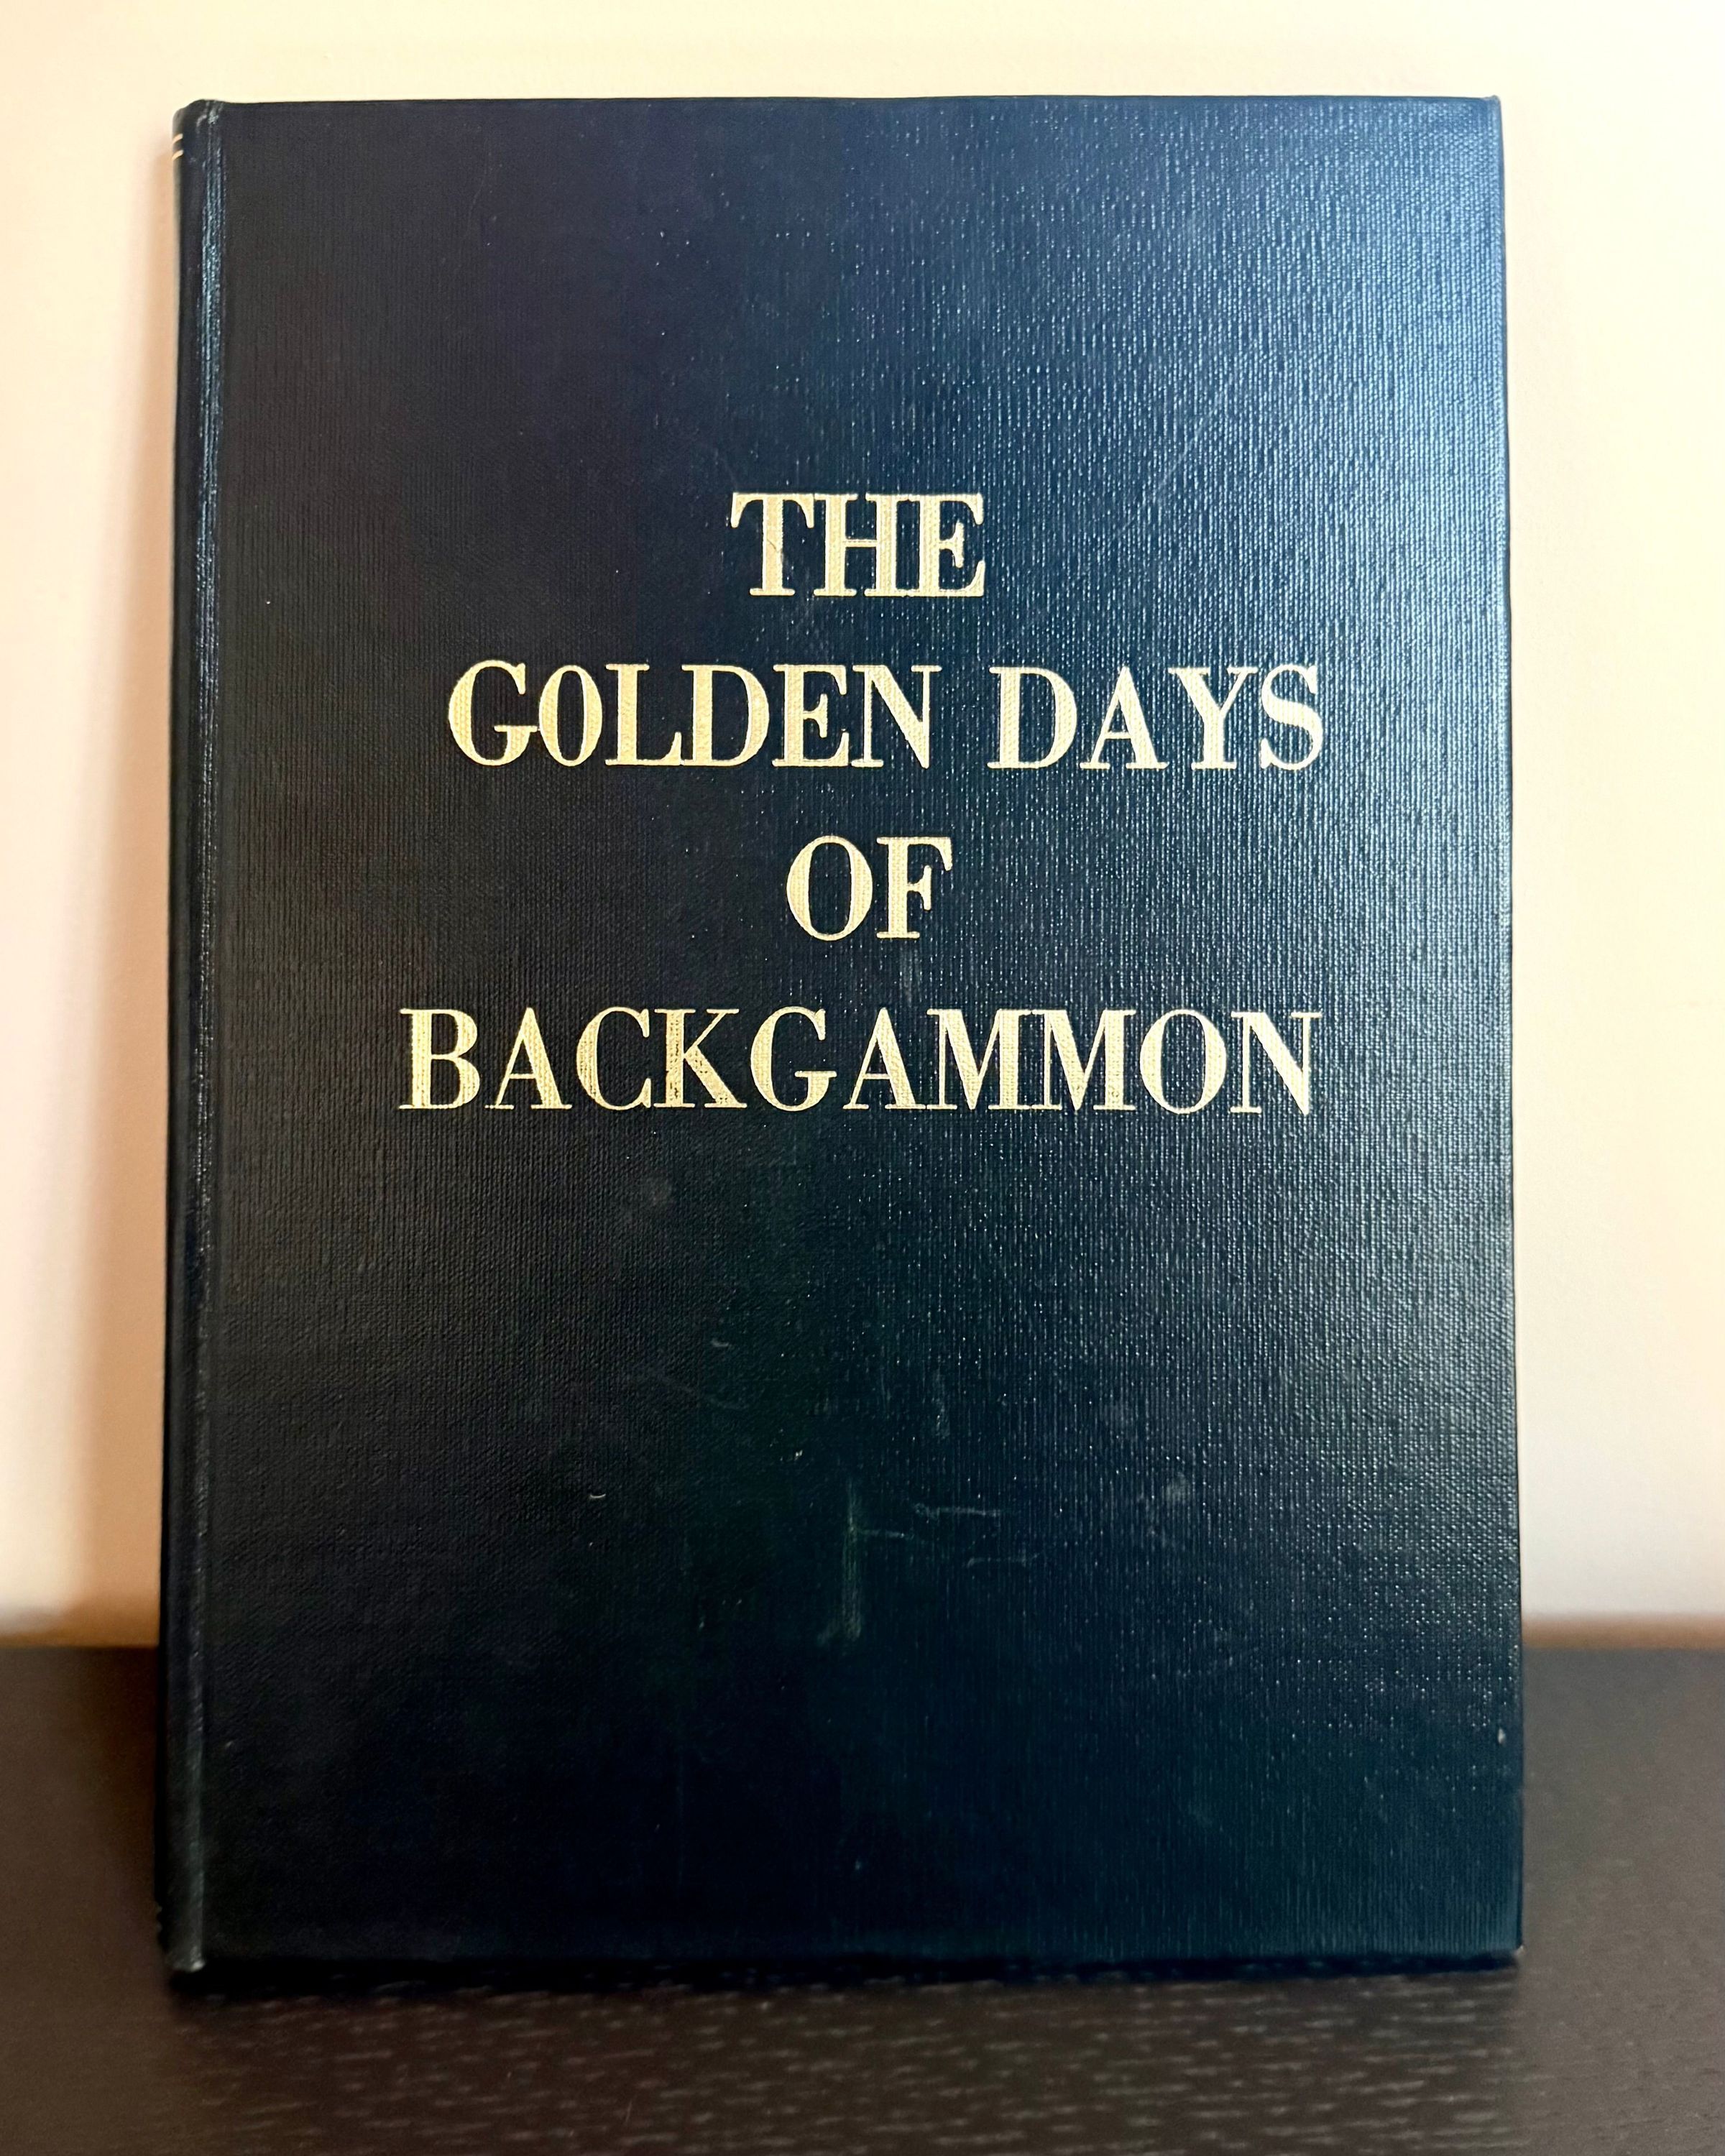 THE
GOLDEN DAYS
OF
BACKGAMMON